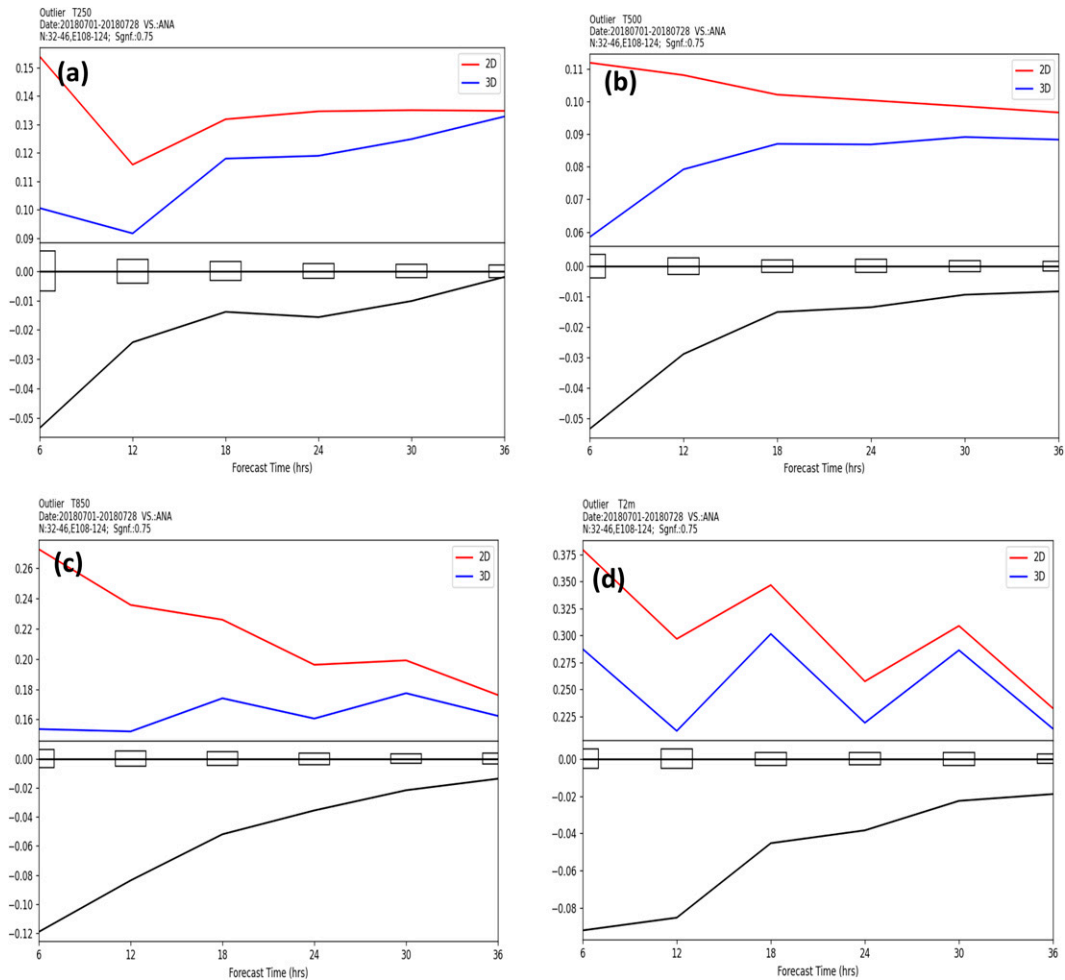 Outlier T250
Date:20180701-20180728 VS.:ANA
N:32-46,E108-124; Sgnf.:0.75
(a)
2D
3D
0.15
0.14
0.13
0.12
0.11
0.10
0.09
0.00
−0.01
−0.02
−0.03
−0.04
−0.05
6 12 18 24 30 36
Forecast Time (hrs)
Outlier T500
Date:20180701-20180728 VS.:ANA
N:32-46,E108-124; Sgnf.:0.75
(b)
2D
3D
0.11
0.10
0.09
0.08
0.07
0.06
0.00
−0.01
−0.02
−0.03
−0.04
−0.05
6 12 18 24 30 36
Forecast Time (hrs)
Outlier T850
Date:20180701-20180728 VS.:ANA
N:32-46,E108-124; Sgnf.:0.75
(c)
2D
3D
0.26
0.24
0.22
0.20
0.18
0.16
0.00
−0.02
−0.04
−0.06
−0.08
−0.10
−0.12
6 12 18 24 30 36
Forecast Time (hrs)
Outlier T2m
Date:20180701-20180728 VS.:ANA
N:32-46,E108-124; Sgnf.:0.75
(d)
2D
3D
0.375
0.350
0.325
0.300
0.275
0.250
0.225
0.00
−0.02
−0.04
−0.06
−0.08
6 12 18 24 30 36
Forecast Time (hrs)